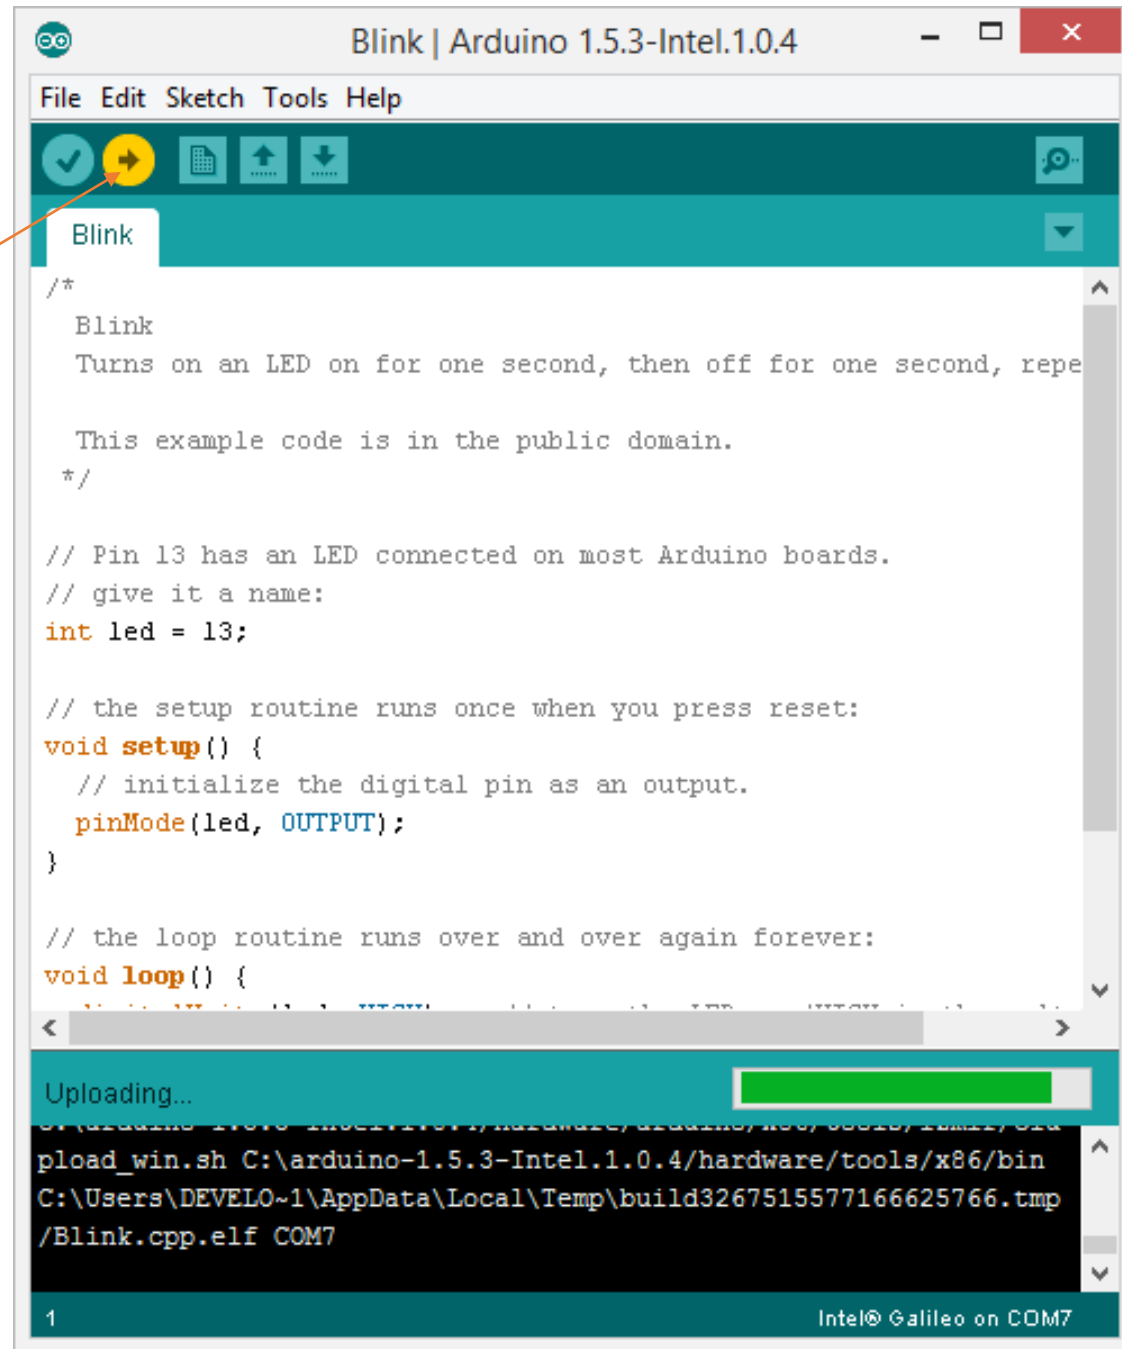 Blink | Arduino 1.5.3-Intel.1.0.4
File Edit Sketch Tools Help
Blink
/*
Blink
Turns on an LED on for one second, then off for one second, repe
This example code is in the public domain.
*/
// Pin 13 has an LED connected on most Arduino boards.
// give it a name:
int led = 13;
// the setup routine runs once when you press reset:
void setup() {
// initialize the digital pin as an output.
pinMode(led, OUTPUT);
}
// the loop routine runs over and over again forever:
void loop() {
Uploading...
pload_win.sh C:\arduino-1.5.3-Intel.1.0.4/hardware/tools/x86/bin
C:\Users\DEVELO~1\AppData\Local\Temp\build3267515577166625766.tmp
/Blink.cpp.elf COM7
1
Intel® Galileo on COM7